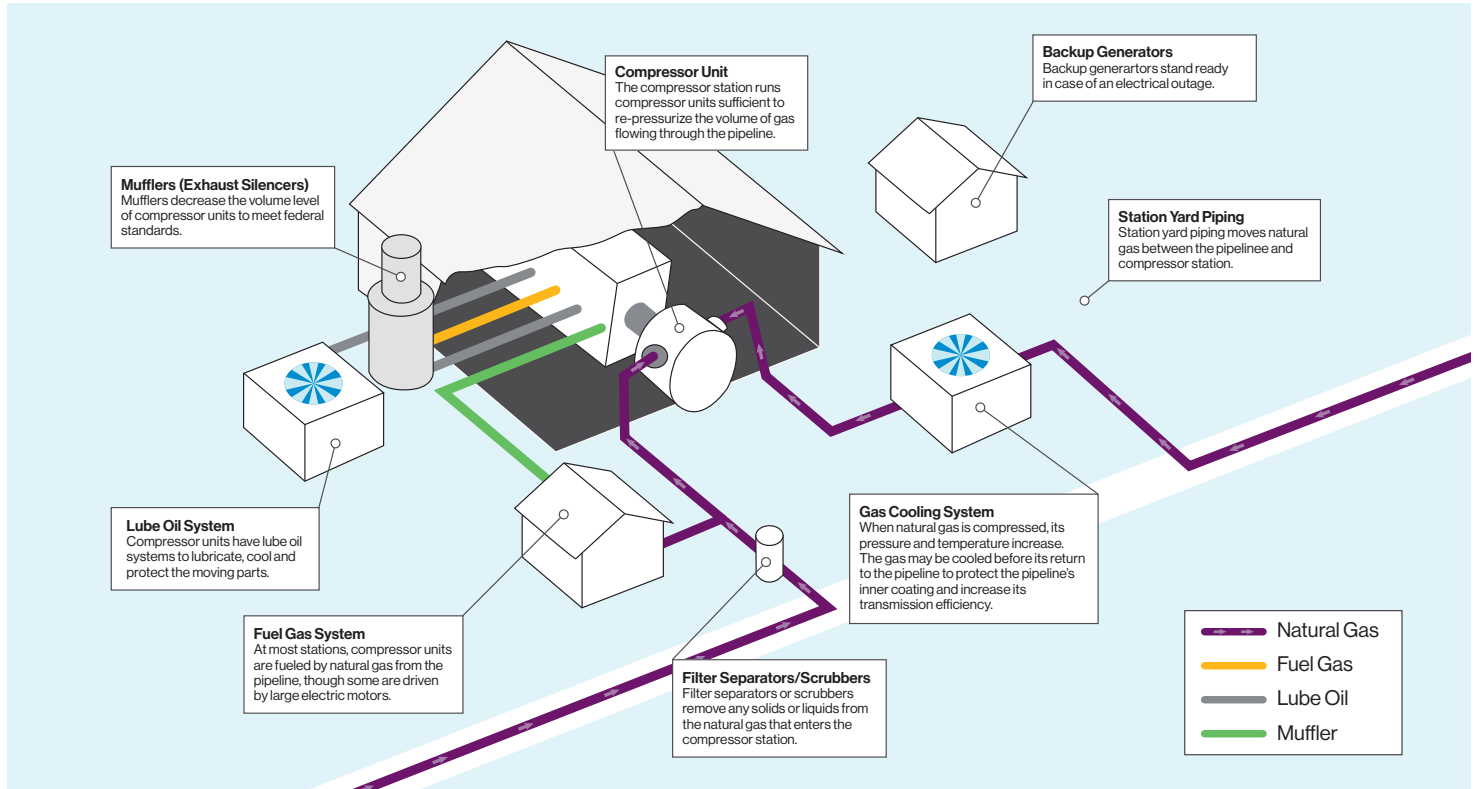 Compressor Unit
The compressor station runs
compressor units sufficient to
re-pressurize the volume of gas
flowing through the pipeline.
Backup Generators
Backup generartors stand ready
in case of an electrical outage.
Mufflers (Exhaust Silencers)
Mufflers decrease the volume level
of compressor units to meet federal
standards.
Station Yard Piping
Station yard piping moves natural
gas between the pipelinee and
compressor station.
Lube Oil System
Compressor units have lube oil
systems to lubricate, cool and
protect the moving parts.
Gas Cooling System
When natural gas is compressed, its
pressure and temperature increase.
The gas may be cooled before its return
to the pipeline to protect the pipeline's
inner coating and increase its
transmission efficiency.
Fuel Gas System
At most stations, compressor units
are fueled by natural gas from the
pipeline, though some are driven
by large electric motors.
Filter Separators/Scrubbers
Filter separators or scrubbers
remove any solids or liquids from
the natural gas that enters the
compressor station.
Natural Gas
Fuel Gas
Lube Oil
Muffler